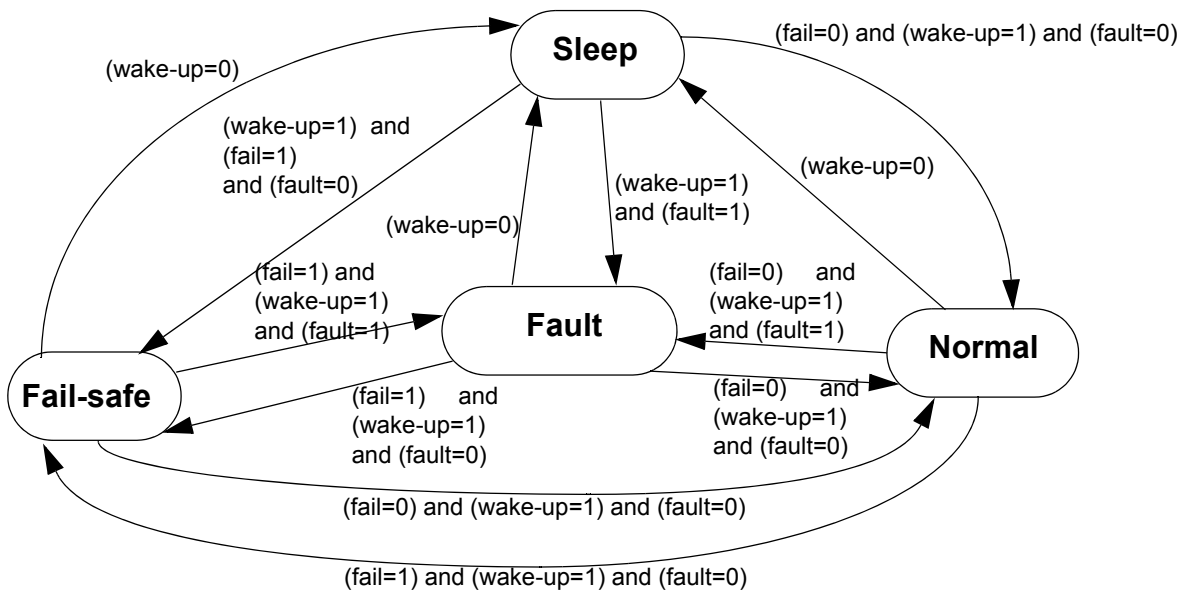 Sleep
(fail=0) and (wake-up=1) and (fault=0)
(wake-up=0)
(wake-up=1) and
(fail=1)
and (fault=0)
(wake-up=0)
(wake-up=1)
and (fault=1)
(wake-up=0)
(fail=1) and
(wake-up=1)
and (fault=1)
Fault
(fail=0) and
(wake-up=1)
and (fault=1)
Normal
Fail-safe
(fail=1) and
(wake-up=1)
and (fault=0)
(fail=0) and
(wake-up=1)
and (fault=0)
(fail=0) and (wake-up=1) and (fault=0)
(fail=1) and (wake-up=1) and (fault=0)